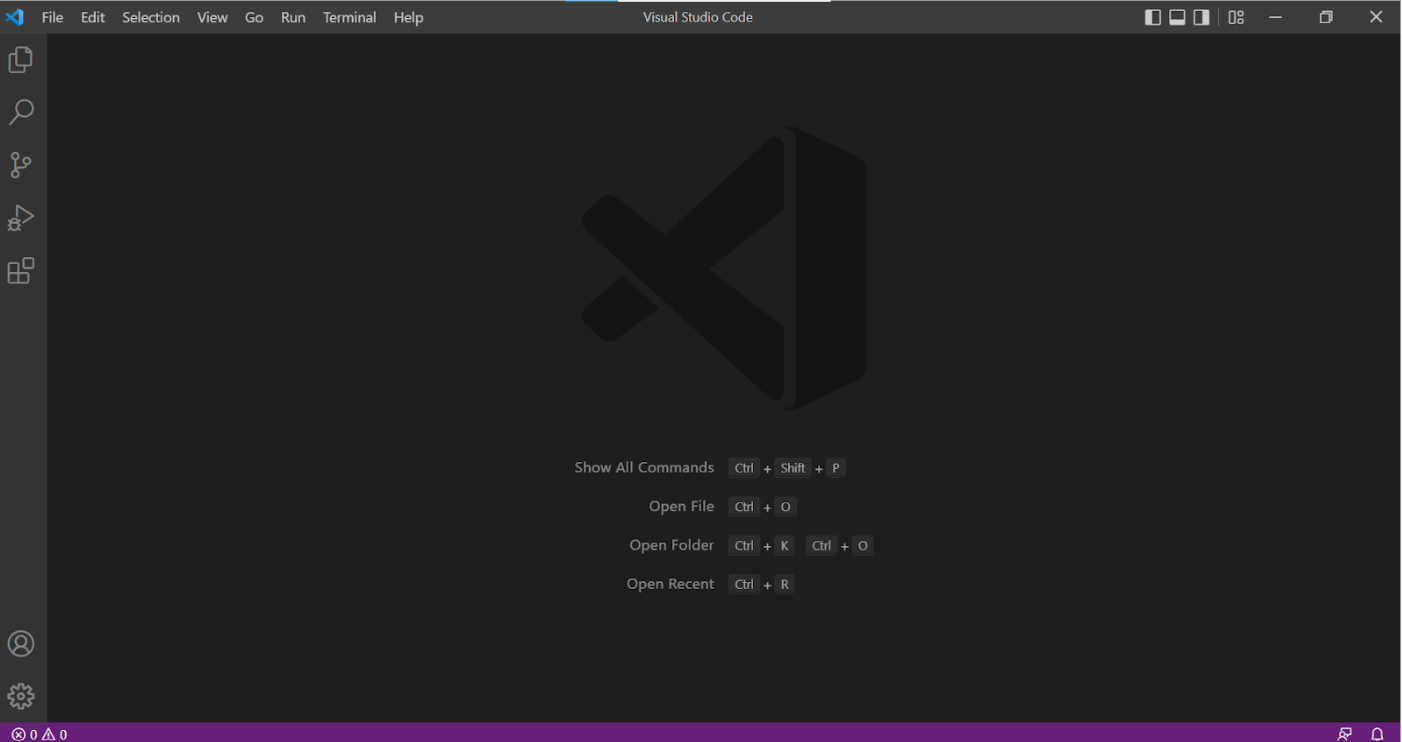 File Edit Selection View Go Run Terminal Help Visual Studio Code
Show All Commands Ctrl + Shift + P
Open File Ctrl + O
Open Folder Ctrl + K Ctrl + O
Open Recent Ctrl + R
0 0